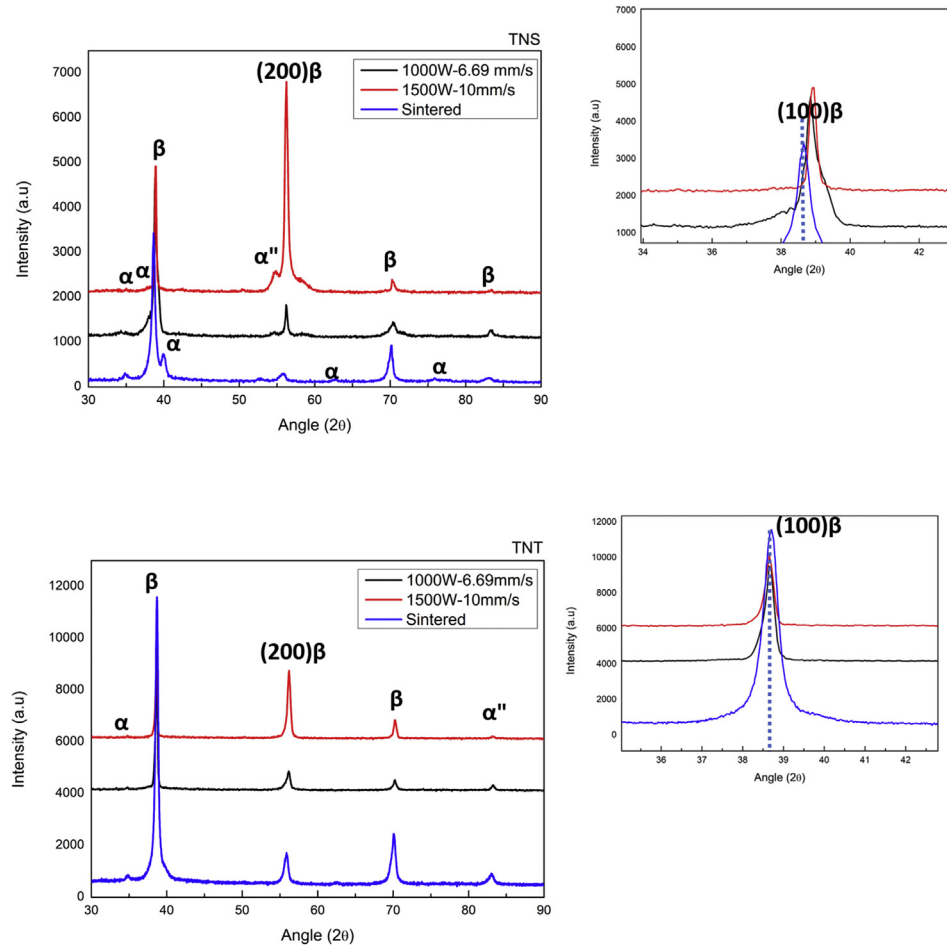 TNS
7000
6000
5000
4000
3000
2000
1000
0
Intensity (a.u)
30 40 50 60 70 80 90
Angle (2θ)
1000W-6.69 mm/s
1500W-10mm/s
Sintered
(200)β
β
α α
α"
β
β
α
α
α
7000
6000
5000
4000
3000
2000
1000
Intensity (a.u)
34 36 38 40 42
Angle (2θ)
(100)β
TNT
12000
10000
8000
6000
4000
2000
0
Intensity (a.u)
30 40 50 60 70 80 90
Angle (2θ)
1000W-6.69mm/s
1500W-10mm/s
Sintered
β
(200)β
α
β
α"
12000
10000
8000
6000
4000
2000
0
Intensity (a.u)
36 37 38 39 40 41 42
Angle (2θ)
(100)β